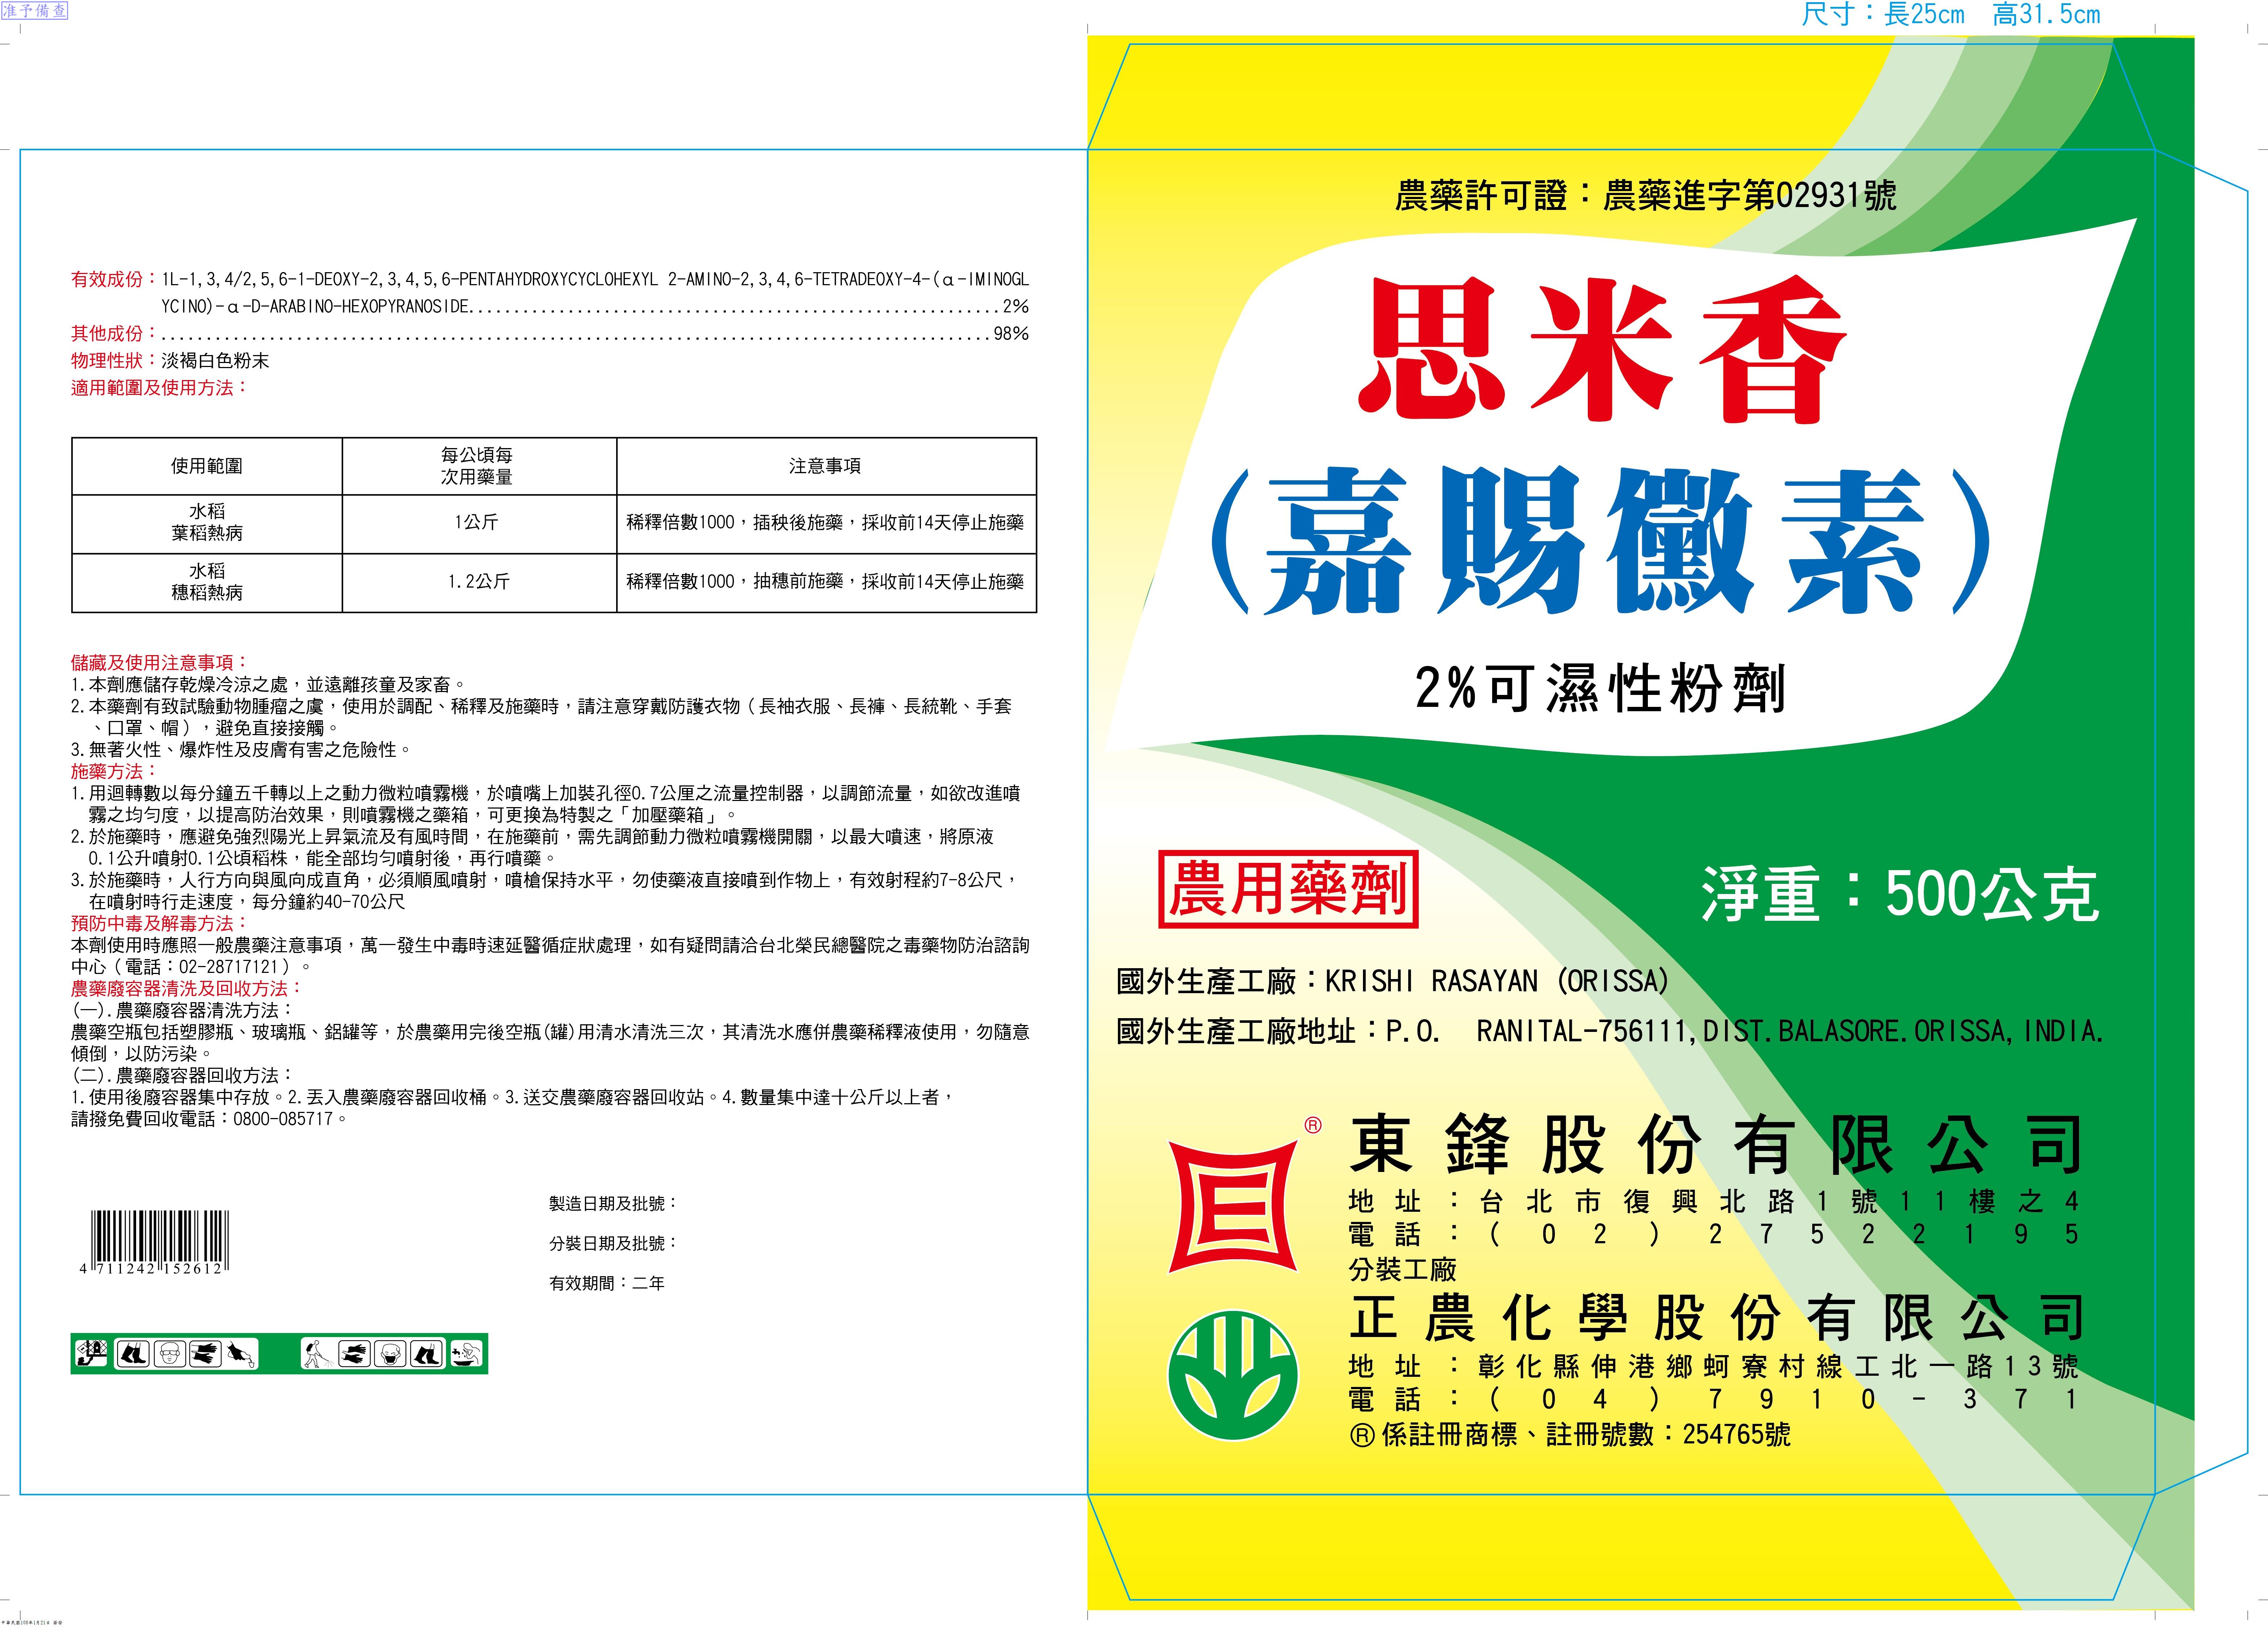 准予備查
尺寸：長25cm 高31.5cm
有效成份：1L-1,3,4/2,5,6-1-DEOXY-2,3,4,5,6-PENTAHYDROXYCYCLOHEXYL 2-AMINO-2,3,4,6-TETRADEOXY-4-(α-IMINOGL
YCINO)-α-D-ARABINO-HEXOPYRANOSIDE...........................................................2%
其他成份：............................................................................................98%
物理性狀：淡褐白色粉末
適用範圍及使用方法：
使用範圍
每公頃每
次用藥量
注意事項
水稻
葉稻熱病
1公斤
稀釋倍數1000，插秧後施藥，採收前14天停止施藥
水稻
穗稻熱病
1.2公斤
稀釋倍數1000，抽穗前施藥，採收前14天停止施藥
儲藏及使用注意事項：
1.本劑應儲存乾燥冷涼之處，並遠離孩童及家畜。
2.本藥劑有致試驗動物腫瘤之虞，使用於調配、稀釋及施藥時，請注意穿戴防護衣物（長袖衣服、長褲、長統靴、手套
、口罩、帽），避免直接接觸。
3.無著火性、爆炸性及皮膚有害之危險性。
施藥方法：
1.用迴轉數以每分鐘五千轉以上之動力微粒噴霧機，於噴嘴上加裝孔徑0.7公厘之流量控制器，以調節流量，如欲改進噴
霧之均勻度，以提高防治效果，則噴霧機之藥箱，可更換為特製之「加壓藥箱」。
2.於施藥時，應避免強烈陽光上昇氣流及有風時間，在施藥前，需先調節動力微粒噴霧機開關，以最大噴速，將原液
0.1公升噴射0.1公頃稻株，能全部均勻噴射後，再行噴藥。
3.於施藥時，人行方向與風向成直角，必須順風噴射，噴槍保持水平，勿使藥液直接噴到作物上，有效射程約7-8公尺，
在噴射時行走速度，每分鐘約40-70公尺
預防中毒及解毒方法：
本劑使用時應照一般農藥注意事項，萬一發生中毒時速延醫循症狀處理，如有疑問請洽台北榮民總醫院之毒藥物防治諮詢
中心（電話：02-28717121）。
農藥廢容器清洗及回收方法：
(一).農藥廢容器清洗方法：
農藥空瓶包括塑膠瓶、玻璃瓶、鋁罐等，於農藥用完後空瓶(罐)用清水清洗三次，其清洗水應併農藥稀釋液使用，勿隨意
傾倒，以防污染。
(二).農藥廢容器回收方法：
1.使用後廢容器集中存放。2.丟入農藥廢容器回收桶。3.送交農藥廢容器回收站。4.數量集中達十公斤以上者，
請撥免費回收電話：0800-085717。
製造日期及批號：
分裝日期及批號：
有效期間：二年
4 711242 152612
農藥許可證：農藥進字第02931號
思米香
(嘉賜黴素)
2%可濕性粉劑
農用藥劑
淨重：500公克
國外生產工廠：KRISHI RASAYAN (ORISSA)
國外生產工廠地址：P.O. RANITAL-756111,DIST.BALASORE.ORISSA,INDIA.
®
東鋒股份有限公司
地址：台北市復興北路1號11樓之4
電話：(02)27522195
分裝工廠
正農化學股份有限公司
地址：彰化縣伸港鄉蚵寮村線工北一路13號
電話：(04)7910-371
®係註冊商標、註冊號數：254765號